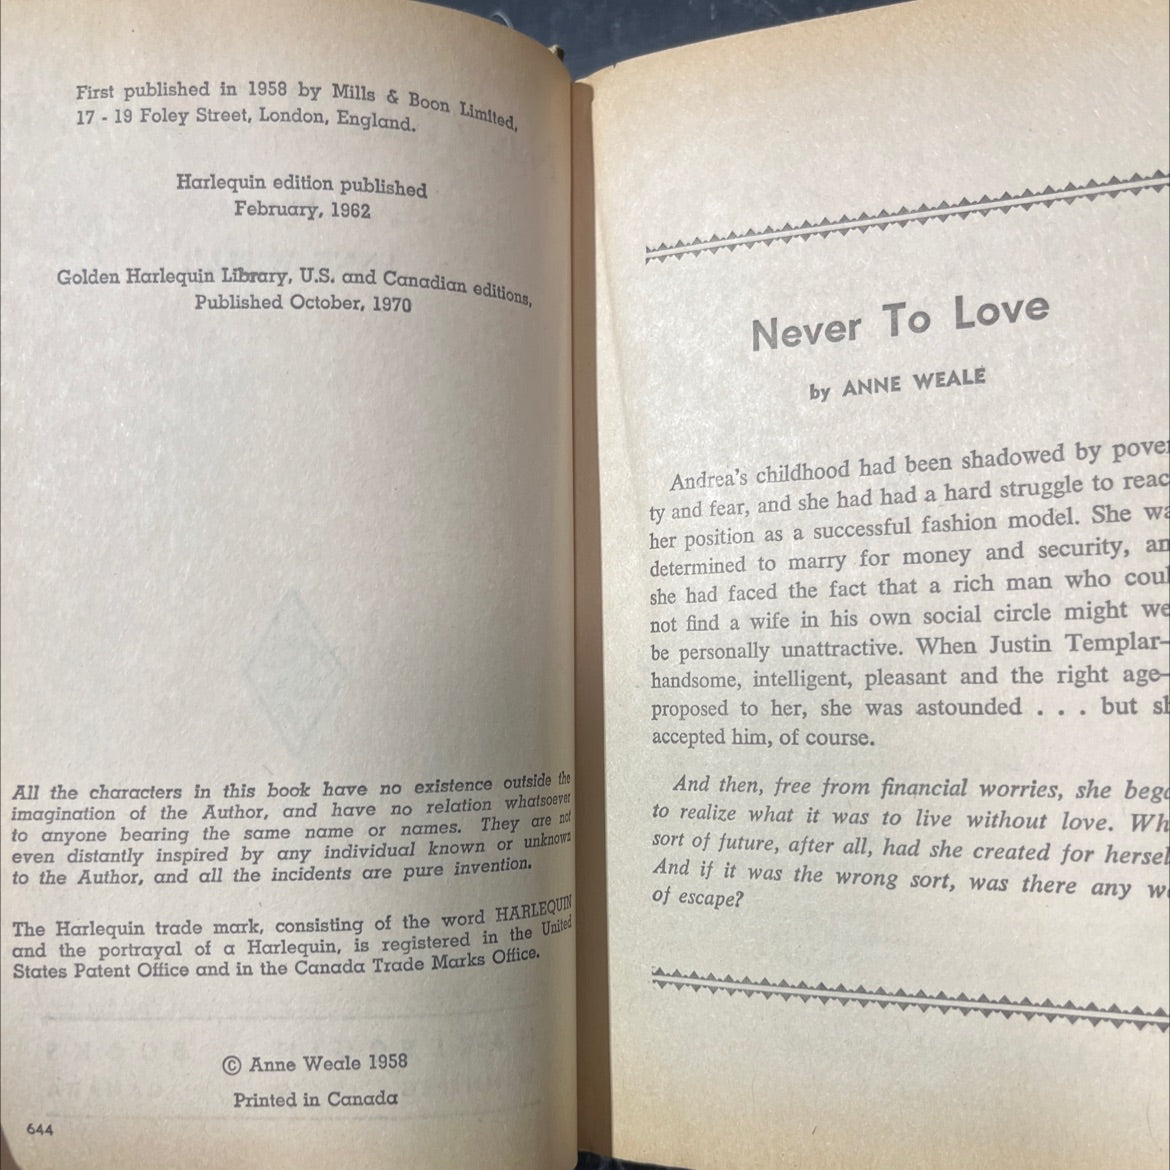 First published in 1958 by Mills & Boon Limited,
17 - 19 Foley Street, London, England.
Harlequin edition published
February, 1962
Golden Harlequin Library, U.S. and Canadian editions,
Published October, 1970
All the characters in this book have no existence outside the
imagination of the Author, and have no relation whatsoever
to anyone bearing the same name or names. They are not
even distantly inspired by any individual known or unknown
to the Author, and all the incidents are pure invention.
The Harlequin trade mark, consisting of the word HARLEQUIN
and the portrayal of a Harlequin, is registered in the United
States Patent Office and in the Canada Trade Marks Office.
© Anne Weale 1958
Printed in Canada
644
Never To Love
by ANNE WEALE
Andrea's childhood had been shadowed by pover
ty and fear, and she had had a hard struggle to reac
her position as a successful fashion model. She wa
determined to marry for money and security, an
she had faced the fact that a rich man who coul
not find a wife in his own social circle might we
be personally unattractive. When Justin Templar—
handsome, intelligent, pleasant and the right age—
proposed to her, she was astounded . . . but sh
accepted him, of course.
And then, free from financial worries, she bega
to realize what it was to live without love. Wh
sort of future, after all, had she created for hersel
And if it was the wrong sort, was there any wa
of escape?